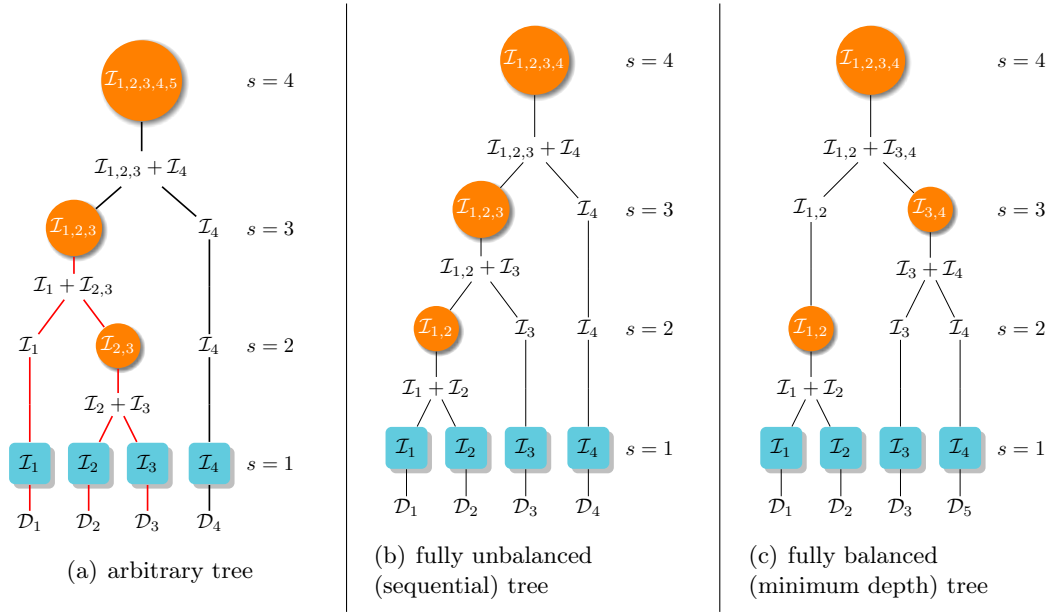 𝓘₁,₂,₃,₄,₅ s = 4
𝓘₁,₂,₃ + 𝓘₄
𝓘₁,₂,₃ 𝓘₄ s = 3
𝓘₁ + 𝓘₂,₃
𝓘₁ 𝓘₂,₃ 𝓘₄ s = 2
𝓘₂ + 𝓘₃
𝓘₁ 𝓘₂ 𝓘₃ 𝓘₄ s = 1
𝓓₁ 𝓓₂ 𝓓₃ 𝓓₄
(a) arbitrary tree
𝓘₁,₂,₃,₄ s = 4
𝓘₁,₂,₃ + 𝓘₄
𝓘₁,₂,₃ 𝓘₄ s = 3
𝓘₁,₂ + 𝓘₃
𝓘₁,₂ 𝓘₃ 𝓘₄ s = 2
𝓘₁ + 𝓘₂
𝓘₁ 𝓘₂ 𝓘₃ 𝓘₄ s = 1
𝓓₁ 𝓓₂ 𝓓₃ 𝓓₄
(b) fully unbalanced
(sequential) tree
𝓘₁,₂,₃,₄ s = 4
𝓘₁,₂ + 𝓘₃,₄
𝓘₁,₂ 𝓘₃,₄ s = 3
𝓘₃ + 𝓘₄
𝓘₁,₂ 𝓘₃ 𝓘₄ s = 2
𝓘₁ + 𝓘₂
𝓘₁ 𝓘₂ 𝓘₃ 𝓘₄ s = 1
𝓓₁ 𝓓₂ 𝓓₃ 𝓓₅
(c) fully balanced
(minimum depth) tree